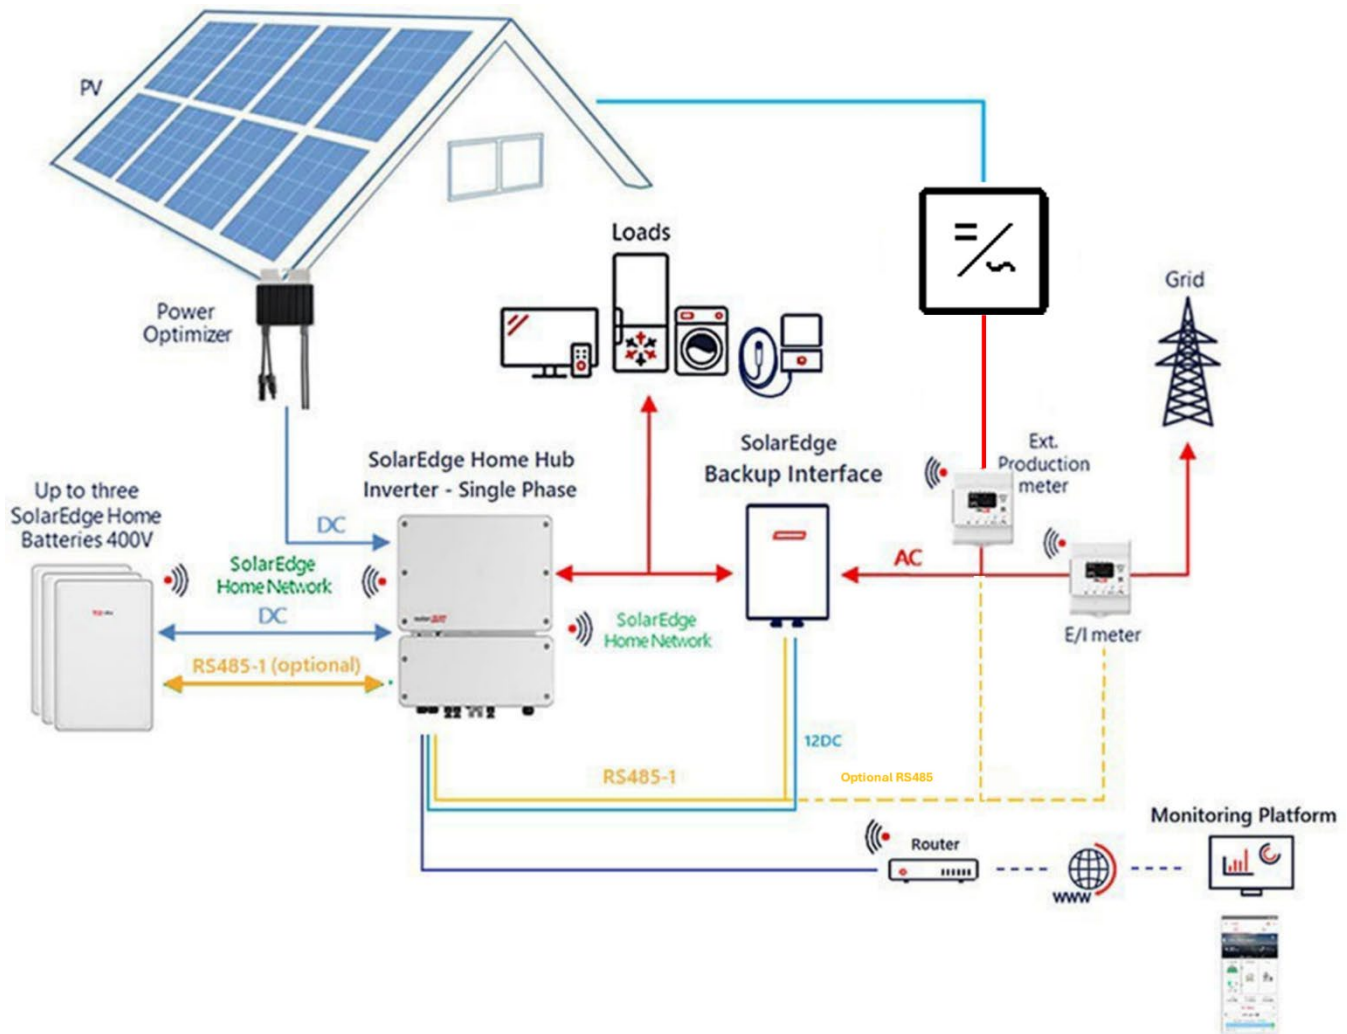 PV
Loads
Power
Optimizer
Grid
SolarEdge
Backup Interface
Ext.
Production
meter
SolarEdge Home Hub
Inverter - Single Phase
Up to three
SolarEdge Home
Batteries 400V
DC
SolarEdge
Home Network
AC
DC
SolarEdge
Home Network
E/I meter
RS485-1 (optional)
12DC
RS485-1
Optional RS485
Monitoring Platform
Router
www